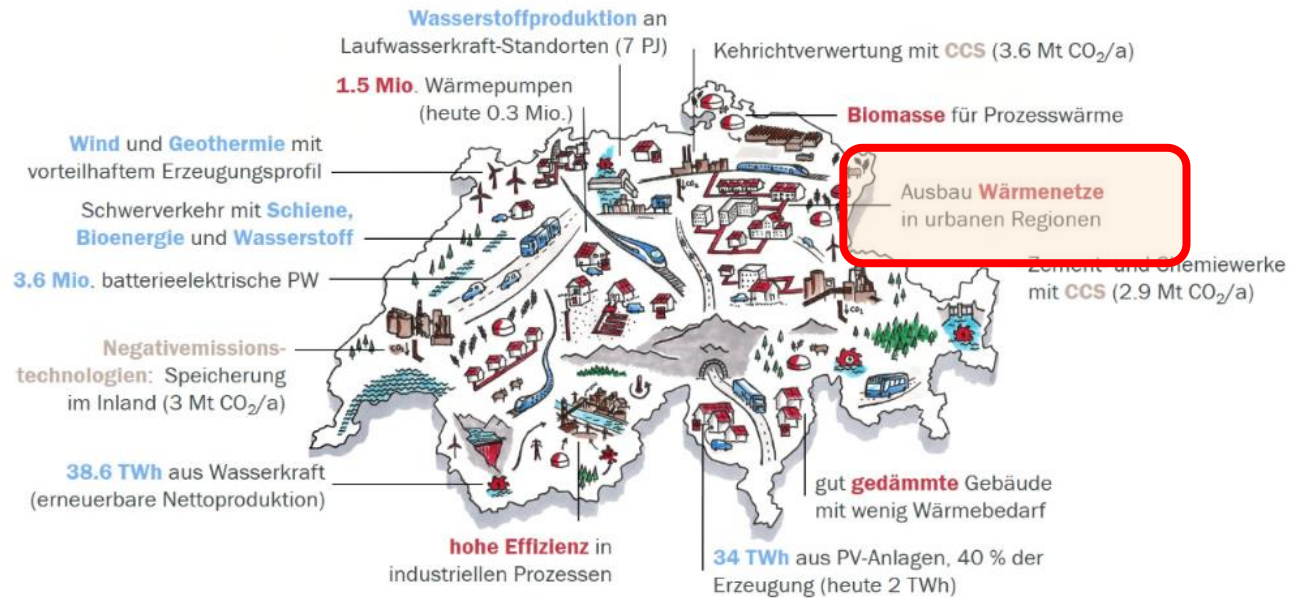 Wasserstoffproduktion an
Laufwasserkraft-Standorten (7 PJ)
Kehrichtverwertung mit CCS (3.6 Mt CO₂/a)
1.5 Mio. Wärmepumpen
(heute 0.3 Mio.)
Biomasse für Prozesswärme
Wind und Geothermie mit
vorteilhaftem Erzeugungsprofil
Ausbau Wärmenetze
in urbanen Regionen
Schwerverkehr mit Schiene,
Bioenergie und Wasserstoff
3.6 Mio. batterieelektrische PW
Zement- und Chemiewerke
mit CCS (2.9 Mt CO₂/a)
Negativemissions-
technologien: Speicherung
im Inland (3 Mt CO₂/a)
38.6 TWh aus Wasserkraft
(erneuerbare Nettoproduktion)
gut gedämmte Gebäude
mit wenig Wärmebedarf
hohe Effizienz in
industriellen Prozessen
34 TWh aus PV-Anlagen, 40 % der
Erzeugung (heute 2 TWh)
CO₂
CO₂
CO₂